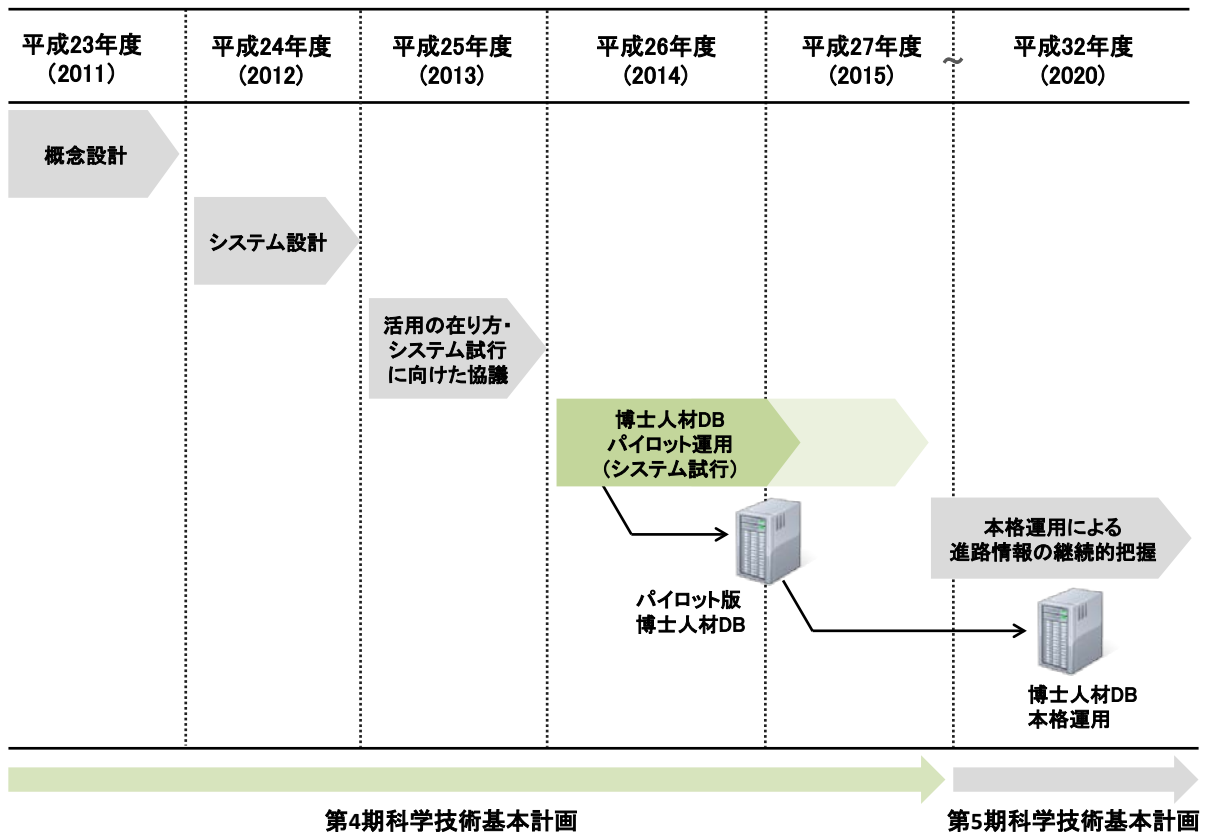 平成23年度
(2011)
平成24年度
(2012)
平成25年度
(2013)
平成26年度
(2014)
平成27年度
(2015)
～
平成32年度
(2020)
概念設計
システム設計
活用の在り方・
システム試行
に向けた協議
博士人材DB
パイロット運用
(システム試行)
本格運用による
進路情報の継続的把握
パイロット版
博士人材DB
博士人材DB
本格運用
第4期科学技術基本計画
第5期科学技術基本計画